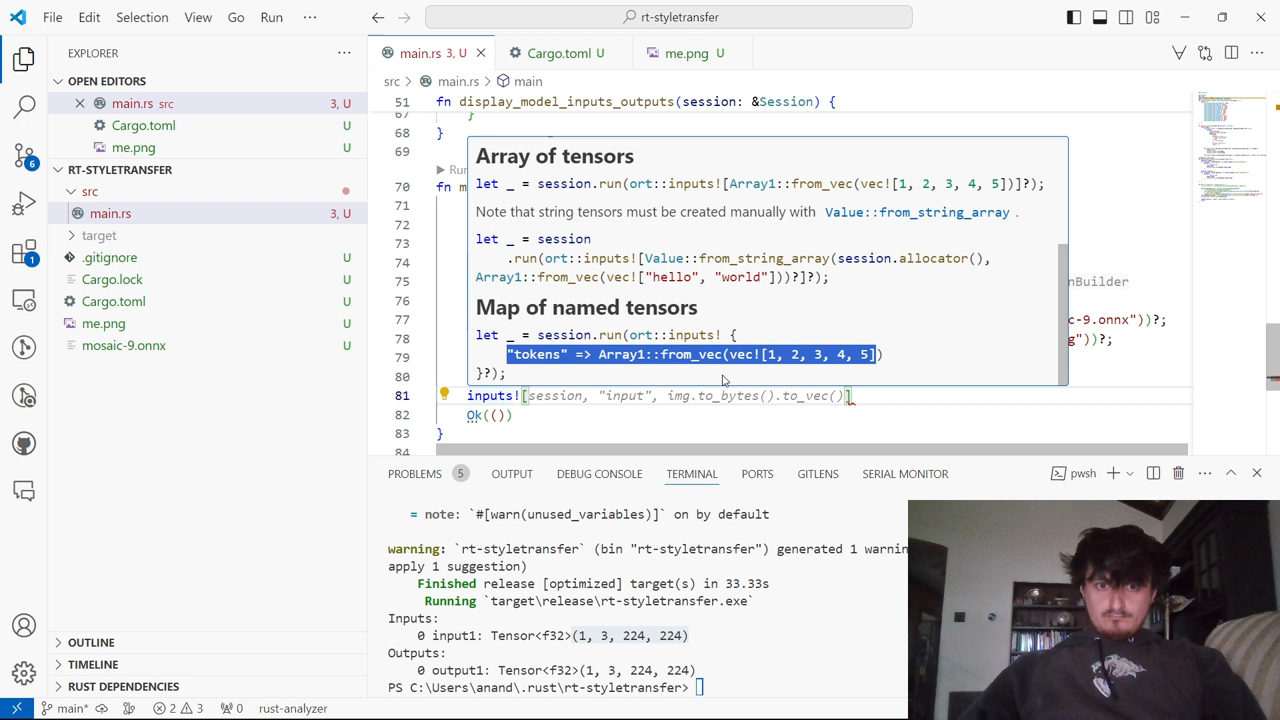 File Edit Selection View Go Run ···
rt-styletransfer
EXPLORER
OPEN EDITORS
main.rs src 3, U
Cargo.toml U
me.png U
RT-STYLETRANSFER
src
main.rs 3, U
target
.gitignore U
Cargo.lock U
Cargo.toml U
me.png U
mosaic-9.onnx U
OUTLINE
TIMELINE
RUST DEPENDENCIES
6
1
main.rs 3, U
Cargo.toml U
me.png U
src > main.rs > main
51 fn display_model_inputs_outputs(session: &Session) {
67 }
68 }
69
Run
70 fn m
71
72
73
74
75 nBuilder
76
77 c-9.onnx"))?;
78 g"))?;
79
80
81 inputs![session, "input", img.to_bytes().to_vec()]
82 Ok(())
83 }
84
Array of tensors
let _ = session.run(ort::inputs![Array1::from_vec(vec![1, 2, 3, 4, 5])]?);
Note that string tensors must be created manually with Value::from_string_array .
let _ = session
.run(ort::inputs![Value::from_string_array(session.allocator(),
Array1::from_vec(vec!["hello", "world"]))?]?);
Map of named tensors
let _ = session.run(ort::inputs! {
"tokens" => Array1::from_vec(vec![1, 2, 3, 4, 5])
}?);
PROBLEMS 5 OUTPUT DEBUG CONSOLE TERMINAL PORTS GITLENS SERIAL MONITOR
pwsh
= note: `#[warn(unused_variables)]` on by default
warning: `rt-styletransfer` (bin "rt-styletransfer") generated 1 warnin
apply 1 suggestion)
Finished release [optimized] target(s) in 33.33s
Running `target\release\rt-styletransfer.exe`
Inputs:
0 input1: Tensor<f32>(1, 3, 224, 224)
Outputs:
0 output1: Tensor<f32>(1, 3, 224, 224)
PS C:\Users\anand\.rust\rt-styletransfer>
main* 2 3 0 rust-analyzer